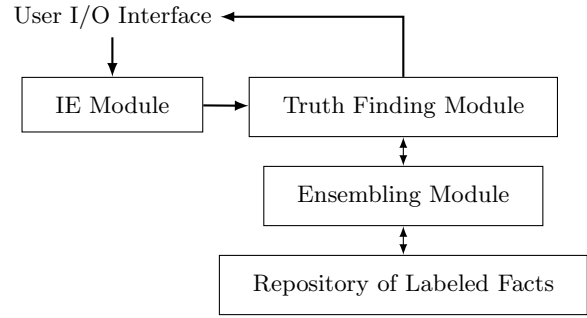 User I/O Interface
IE Module
Truth Finding Module
Ensembling Module
Repository of Labeled Facts